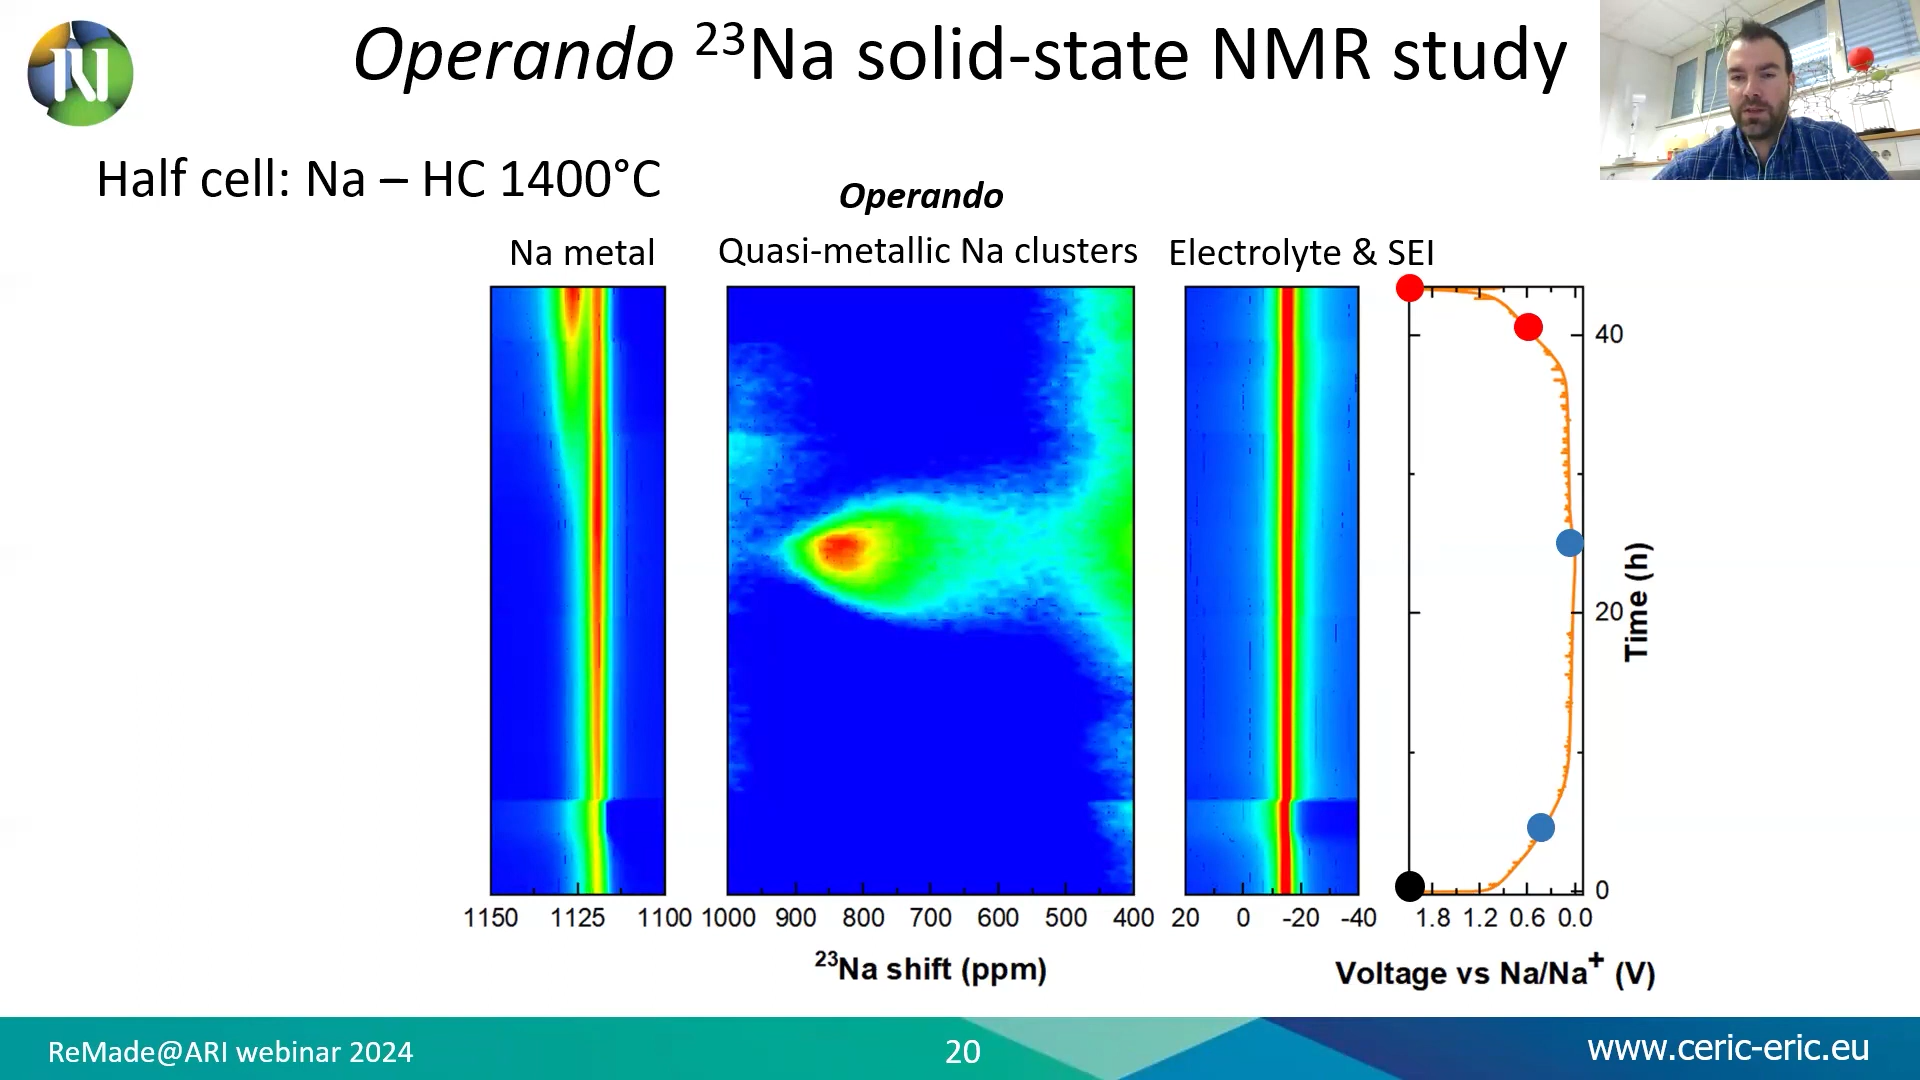 Operando ²³Na solid-state NMR study
Half cell: Na – HC 1400°C
Operando
Na metal
Quasi-metallic Na clusters
Electrolyte & SEI
40
20
0
Time (h)
1150 1125 1100
1000 900 800 700 600 500 400
20 0 -20 -40
1.8 1.2 0.6 0.0
²³Na shift (ppm)
Voltage vs Na/Na⁺ (V)
ReMade@ARI webinar 2024
20
www.ceric-eric.eu